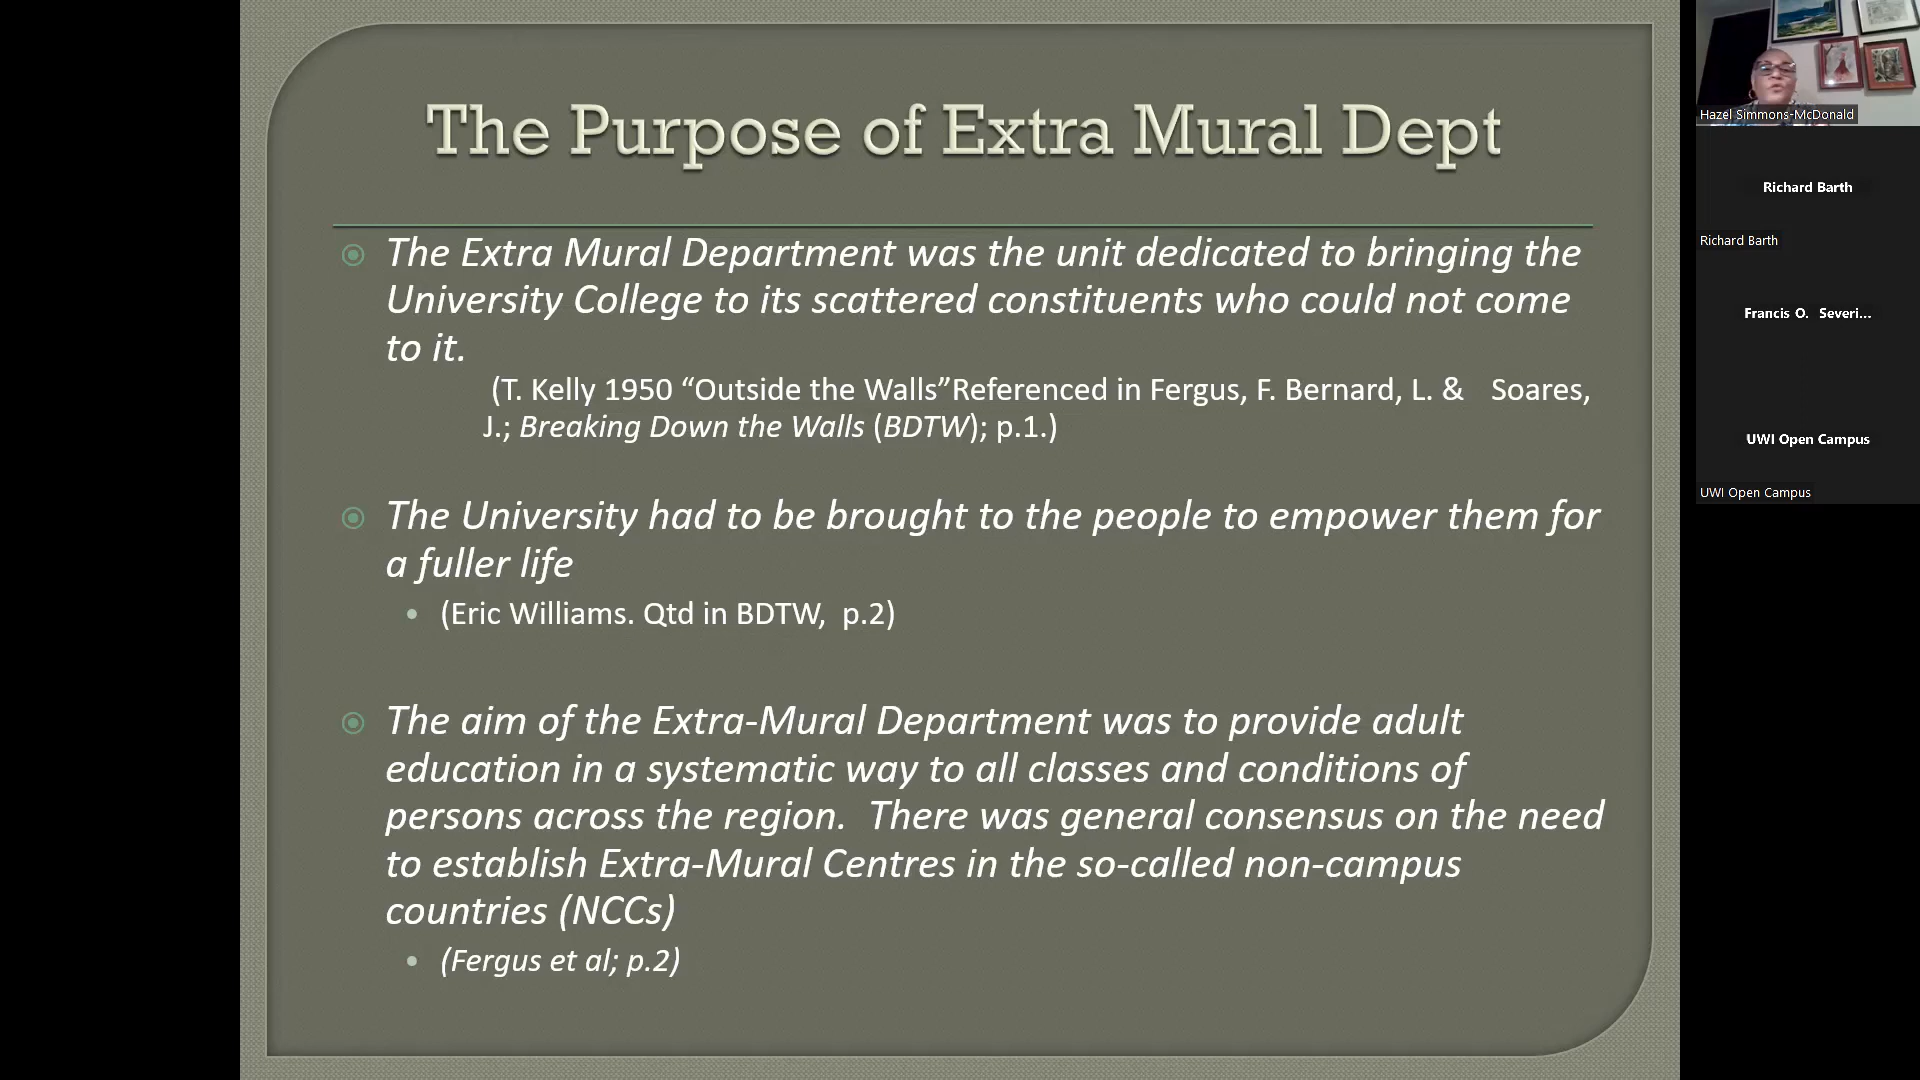 The Purpose of Extra Mural Dept
The Extra Mural Department was the unit dedicated to bringing the
University College to its scattered constituents who could not come
to it.
(T. Kelly 1950 “Outside the Walls”Referenced in Fergus, F. Bernard, L. & Soares,
J.; Breaking Down the Walls (BDTW); p.1.)
The University had to be brought to the people to empower them for
a fuller life
(Eric Williams. Qtd in BDTW, p.2)
The aim of the Extra-Mural Department was to provide adult
education in a systematic way to all classes and conditions of
persons across the region. There was general consensus on the need
to establish Extra-Mural Centres in the so-called non-campus
countries (NCCs)
(Fergus et al; p.2)
Hazel Simmons-McDonald
Richard Barth
Richard Barth
Francis O. Severi...
UWI Open Campus
UWI Open Campus